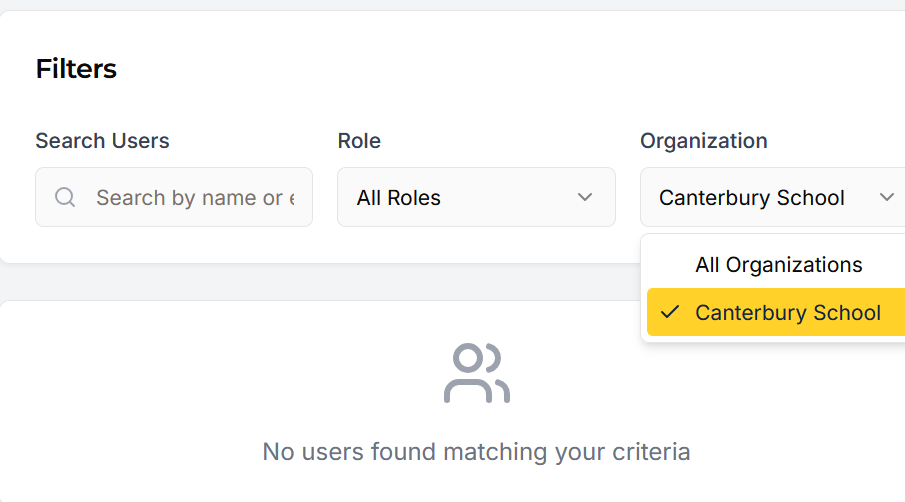 Filters
Search Users
Role
Organization
Search by name or e
All Roles
Canterbury School
All Organizations
Canterbury School
No users found matching your criteria